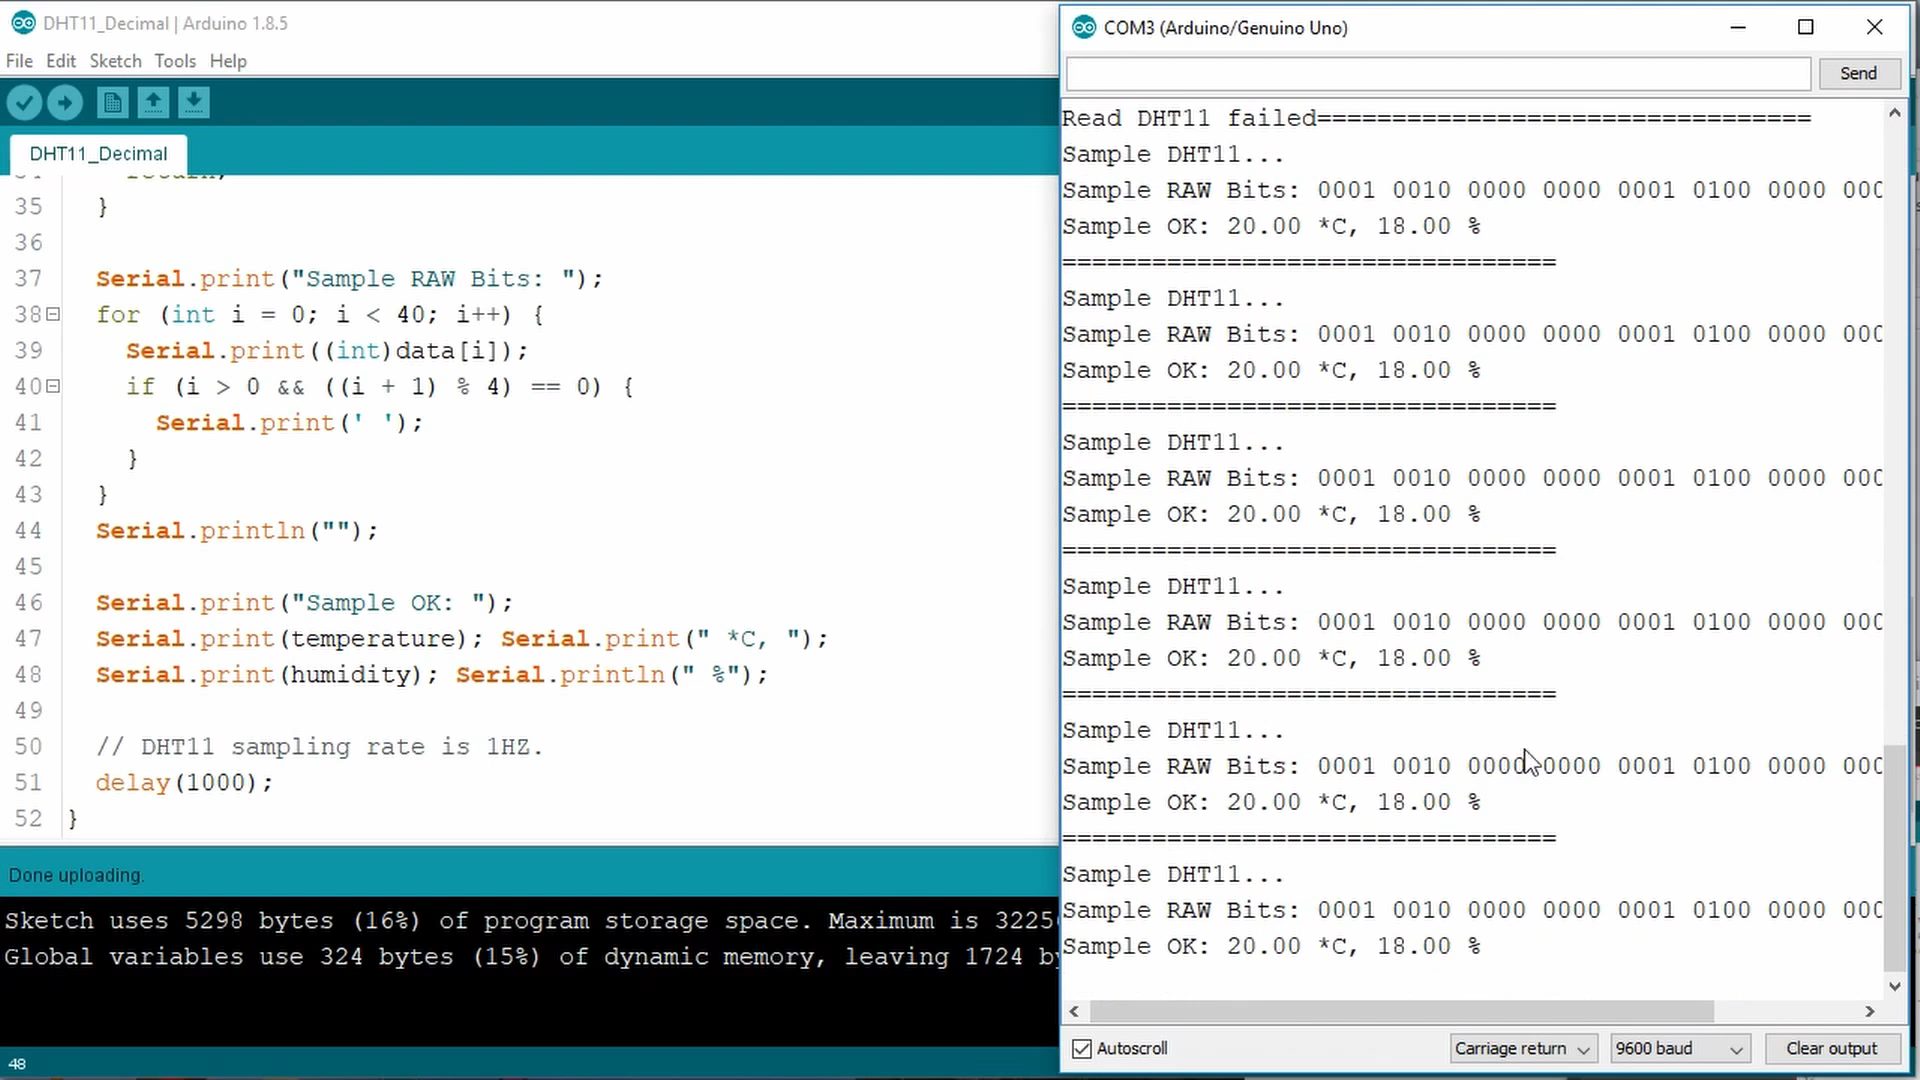 DHT11_Decimal | Arduino 1.8.5
File Edit Sketch Tools Help
DHT11_Decimal
35 }
36
37 Serial.print("Sample RAW Bits: ");
38 for (int i = 0; i < 40; i++) {
39 Serial.print((int)data[i]);
40 if (i > 0 && ((i + 1) % 4) == 0) {
41 Serial.print(' ');
42 }
43 }
44 Serial.println("");
45
46 Serial.print("Sample OK: ");
47 Serial.print(temperature); Serial.print(" *C, ");
48 Serial.print(humidity); Serial.println(" %");
49
50 // DHT11 sampling rate is 1HZ.
51 delay(1000);
52 }
Done uploading.
Sketch uses 5298 bytes (16%) of program storage space. Maximum is 3225
Global variables use 324 bytes (15%) of dynamic memory, leaving 1724 by
48
COM3 (Arduino/Genuino Uno)
Send
Read DHT11 failed=================================
Sample DHT11...
Sample RAW Bits: 0001 0010 0000 0000 0001 0100 0000 000
Sample OK: 20.00 *C, 18.00 %
=================================
Sample DHT11...
Sample RAW Bits: 0001 0010 0000 0000 0001 0100 0000 000
Sample OK: 20.00 *C, 18.00 %
=================================
Sample DHT11...
Sample RAW Bits: 0001 0010 0000 0000 0001 0100 0000 000
Sample OK: 20.00 *C, 18.00 %
=================================
Sample DHT11...
Sample RAW Bits: 0001 0010 0000 0000 0001 0100 0000 000
Sample OK: 20.00 *C, 18.00 %
=================================
Sample DHT11...
Sample RAW Bits: 0001 0010 0000 0000 0001 0100 0000 000
Sample OK: 20.00 *C, 18.00 %
=================================
Sample DHT11...
Sample RAW Bits: 0001 0010 0000 0000 0001 0100 0000 000
Sample OK: 20.00 *C, 18.00 %
Autoscroll
Carriage return
9600 baud
Clear output